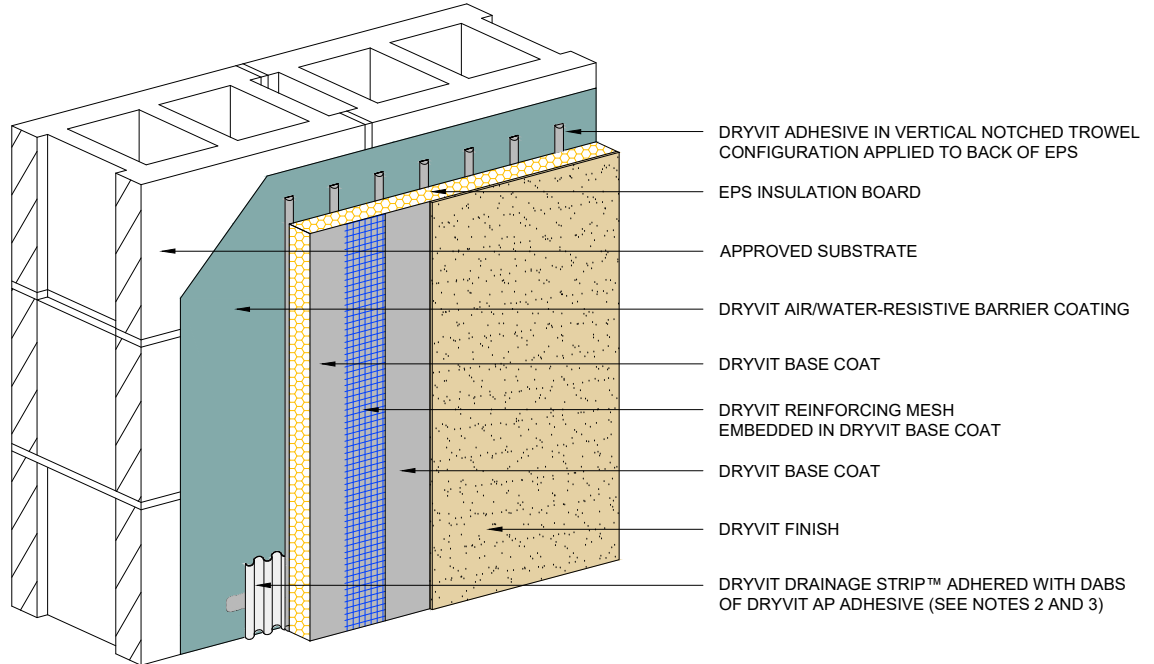 DRYVIT ADHESIVE IN VERTICAL NOTCHED TROWEL
CONFIGURATION APPLIED TO BACK OF EPS
EPS INSULATION BOARD
APPROVED SUBSTRATE
DRYVIT AIR/WATER-RESISTIVE BARRIER COATING
DRYVIT BASE COAT
DRYVIT REINFORCING MESH
EMBEDDED IN DRYVIT BASE COAT
DRYVIT BASE COAT
DRYVIT FINISH
DRYVIT DRAINAGE STRIP™ ADHERED WITH DABS
OF DRYVIT AP ADHESIVE (SEE NOTES 2 AND 3)